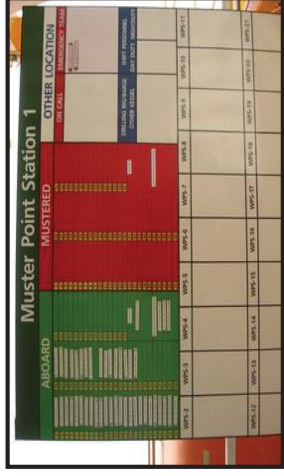 Muster Point Station 1
ABOARD
MUSTERED
OTHER LOCATION
ON CALL
EMERGENCY TEAM
DRILLING RIG/BARGE
OTHER VESSEL
SHIFT PERSONNEL
DAY DUTY NIGHTDUTY
WPS-2
WPS-3
WPS-4
WPS-5
WPS-6
WPS-7
WPS-8
WPS-9
WPS-10
WPS-11
WPS-12
WPS-13
WPS-14
WPS-15
WPS-16
WPS-17
WPS-18
WPS-19
WPS-20
WPS-21